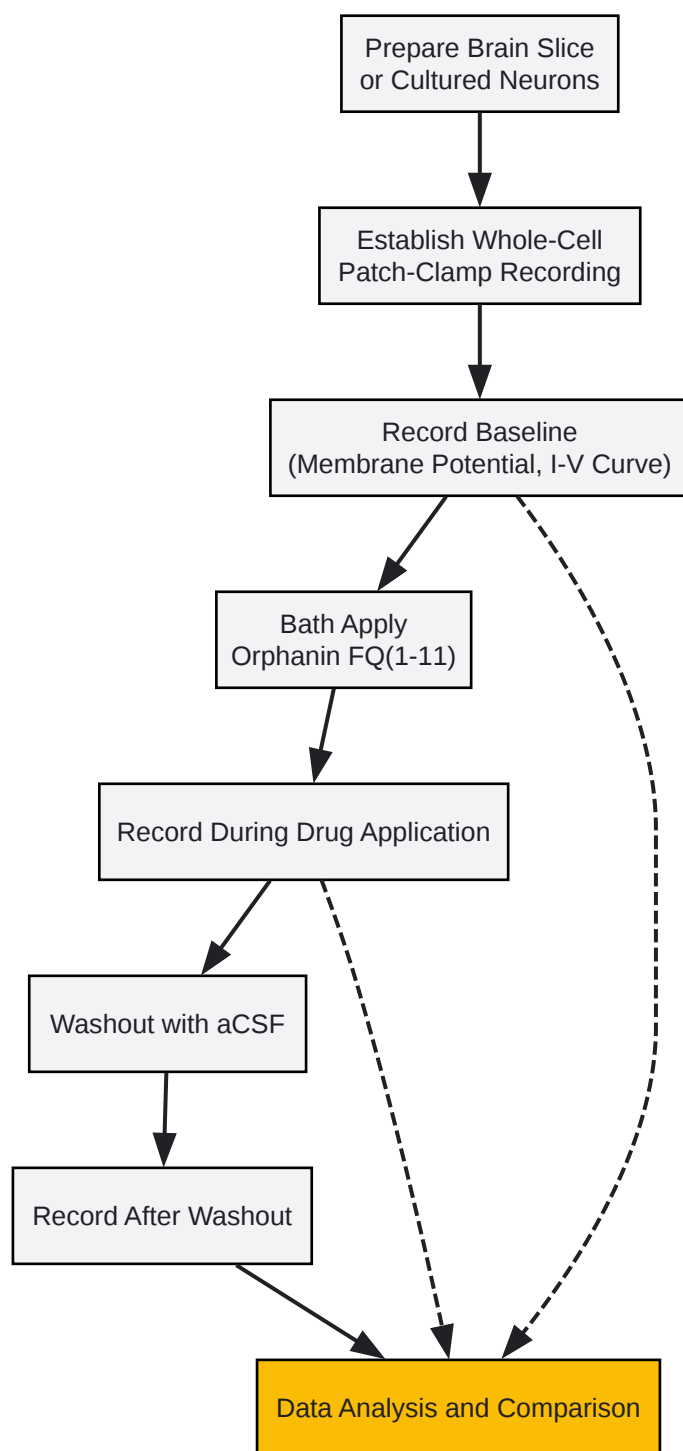 Prepare Brain Slice
or Cultured Neurons
Establish Whole-Cell
Patch-Clamp Recording
Record Baseline
(Membrane Potential, I-V Curve)
Bath Apply
Orphanin FQ(1-11)
Record During Drug Application
Washout with aCSF
Record After Washout
Data Analysis and Comparison